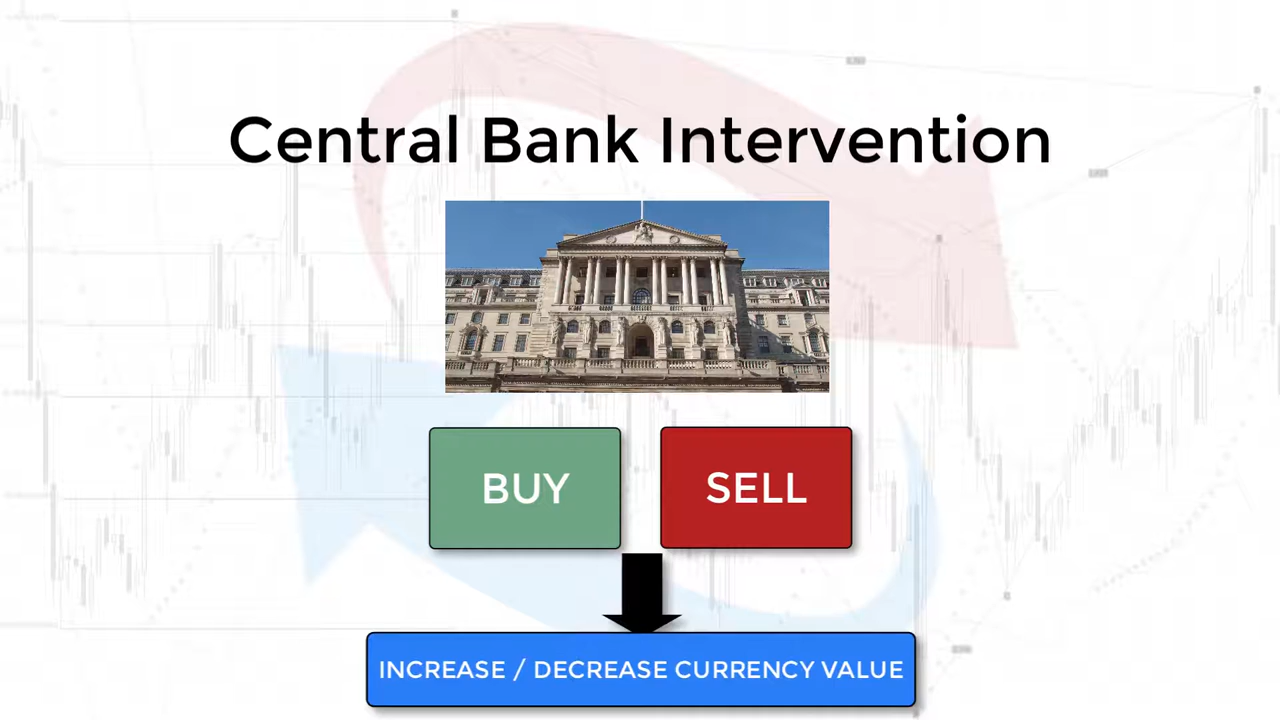 Central Bank Intervention
BUY
SELL
INCREASE / DECREASE CURRENCY VALUE